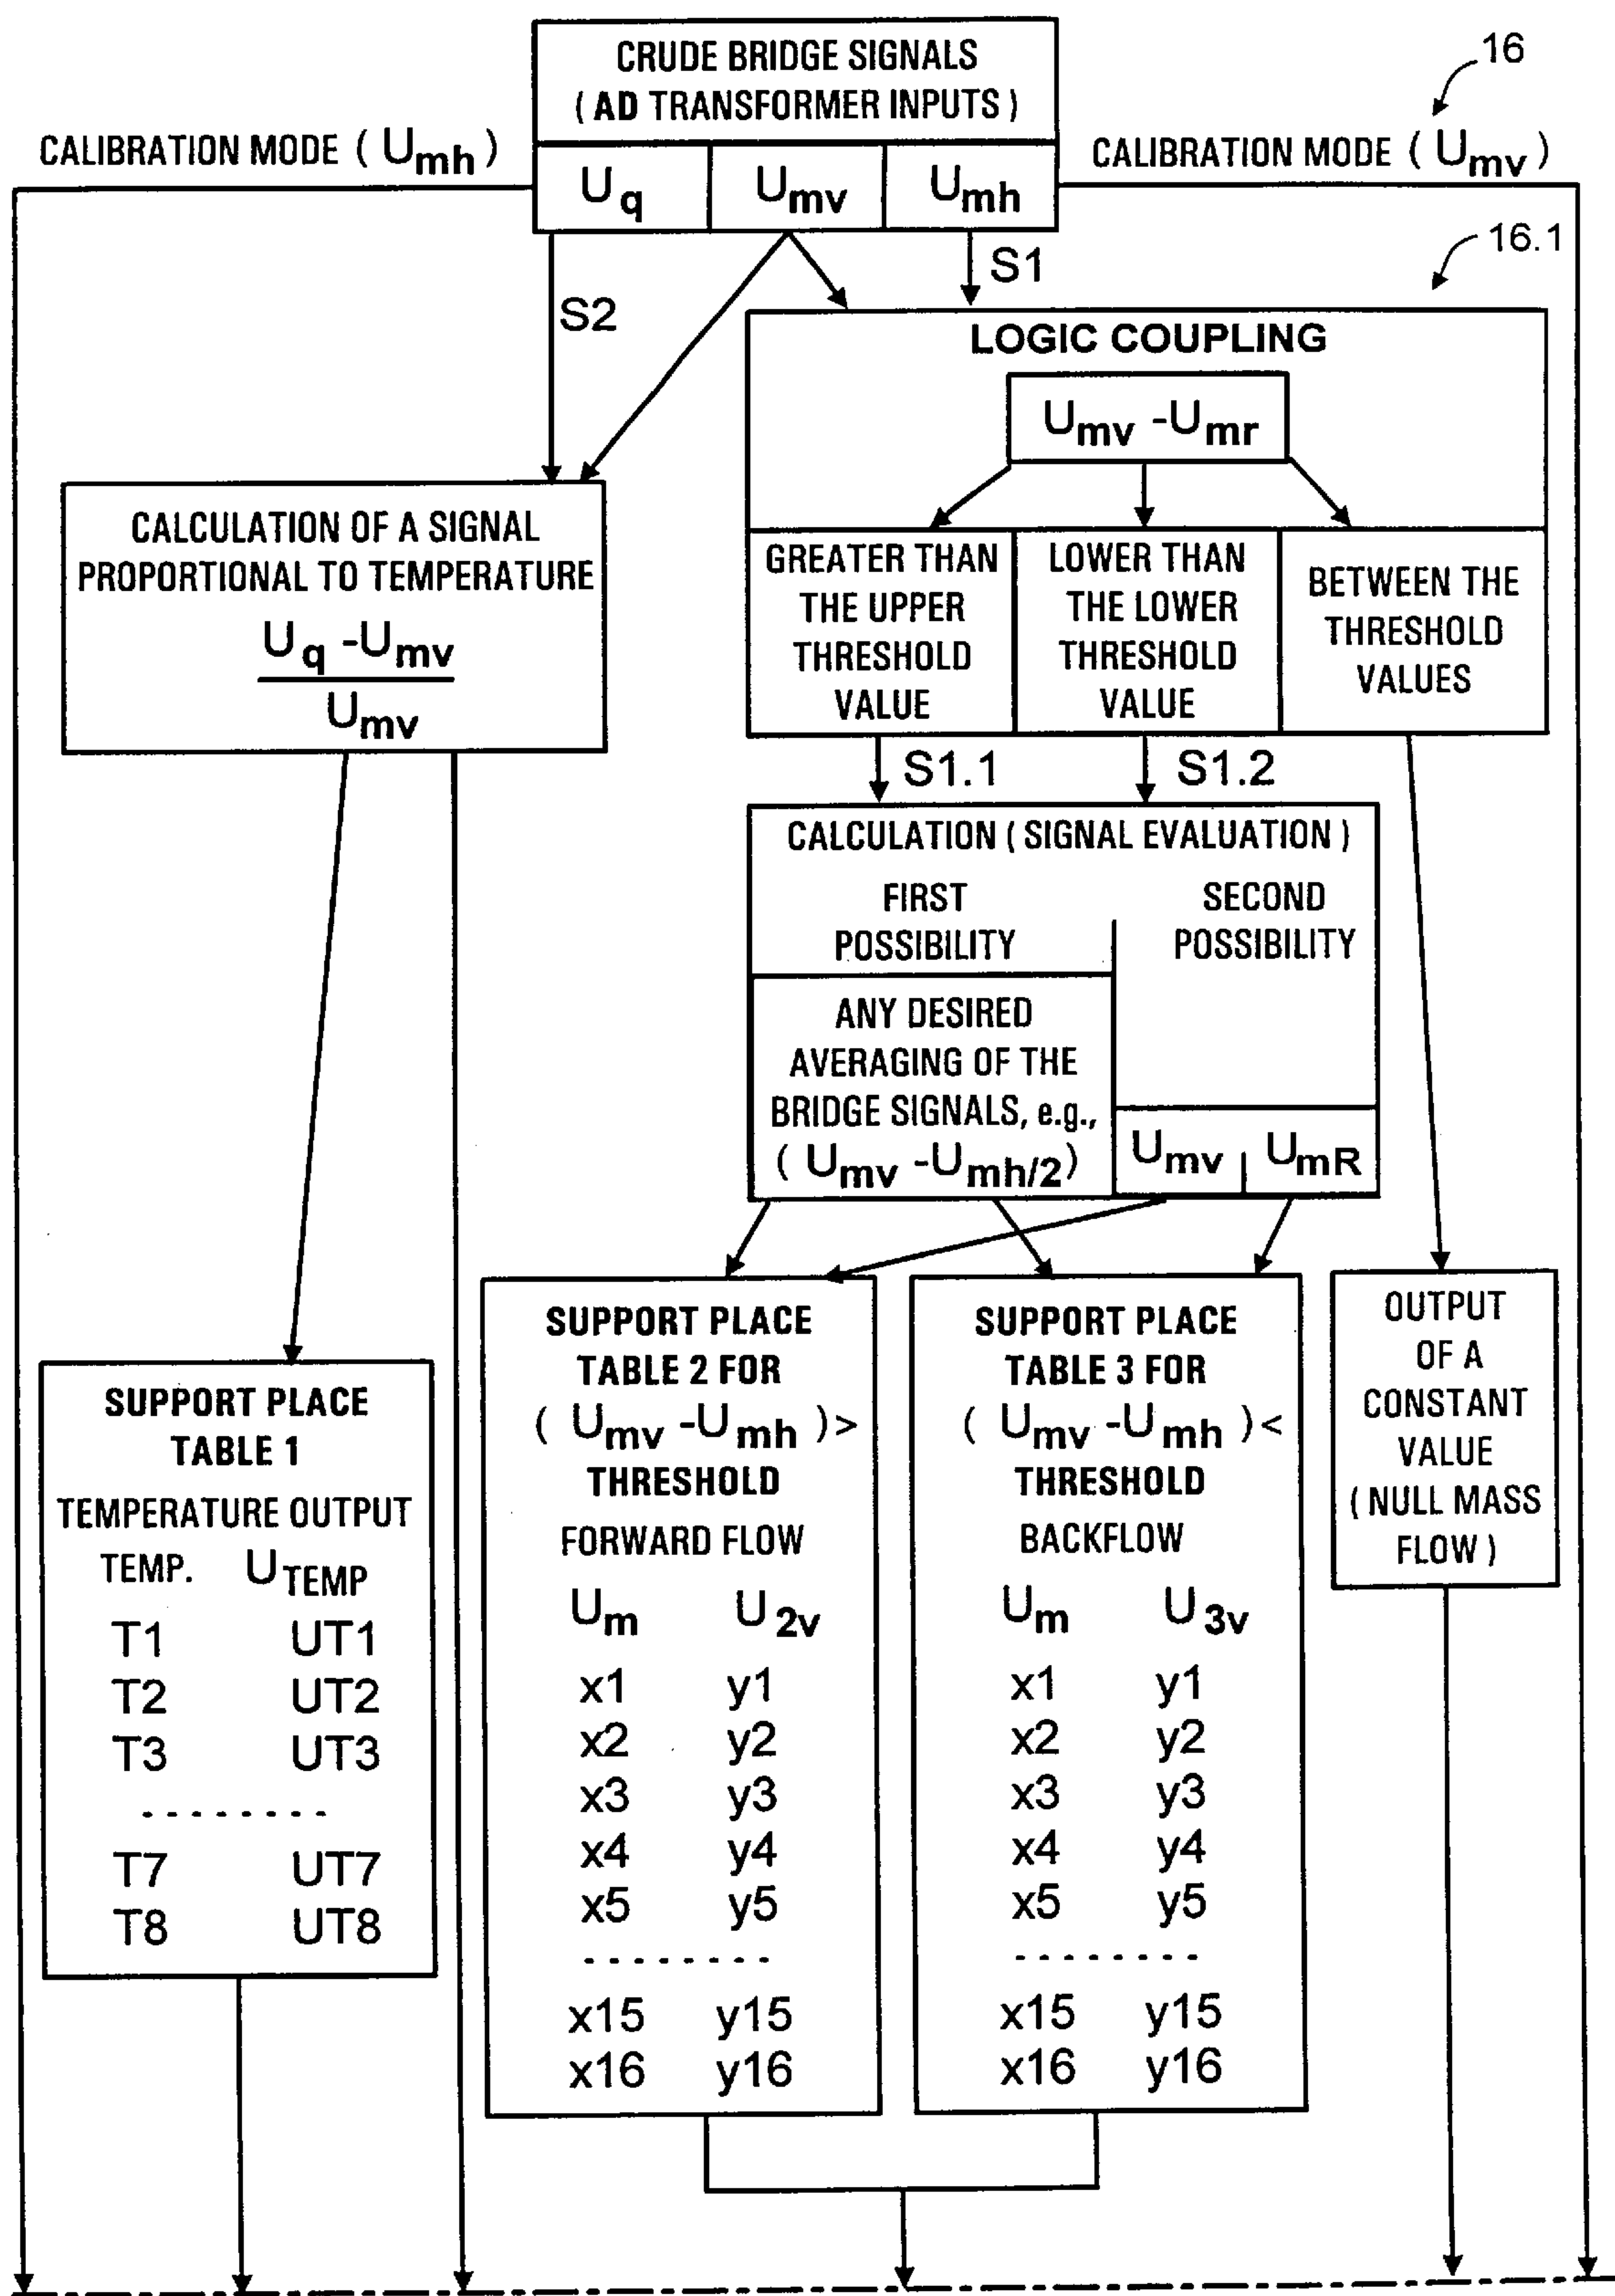 CRUDE BRIDGE SIGNALS
( AD TRANSFORMER INPUTS )
16
CALIBRATION MODE ( Umh )
CALIBRATION MODE ( Umv )
Uq Umv Umh
16.1
S1
S2
LOGIC COUPLING
Umv -Umr
CALCULATION OF A SIGNAL
PROPORTIONAL TO TEMPERATURE
Uq -Umv
Umv
GREATER THAN
THE UPPER
THRESHOLD
VALUE
LOWER THAN
THE LOWER
THRESHOLD
VALUE
BETWEEN THE
THRESHOLD
VALUES
S1.1
S1.2
CALCULATION ( SIGNAL EVALUATION )
FIRST
POSSIBILITY
SECOND
POSSIBILITY
ANY DESIRED
AVERAGING OF THE
BRIDGE SIGNALS, e.g.,
( Umv -Umh/2)
Umv UmR
SUPPORT PLACE
TABLE 1
TEMPERATURE OUTPUT
TEMP. UTEMP
T1 UT1
T2 UT2
T3 UT3
---------
T7 UT7
T8 UT8
SUPPORT PLACE
TABLE 2 FOR
( Umv -Umh )>
THRESHOLD
FORWARD FLOW
Um U2v
x1 y1
x2 y2
x3 y3
x4 y4
x5 y5
---------
x15 y15
x16 y16
SUPPORT PLACE
TABLE 3 FOR
( Umv -Umh )<
THRESHOLD
BACKFLOW
Um U3v
x1 y1
x2 y2
x3 y3
x4 y4
x5 y5
---------
x15 y15
x16 y16
OUTPUT
OF A
CONSTANT
VALUE
( NULL MASS
FLOW )